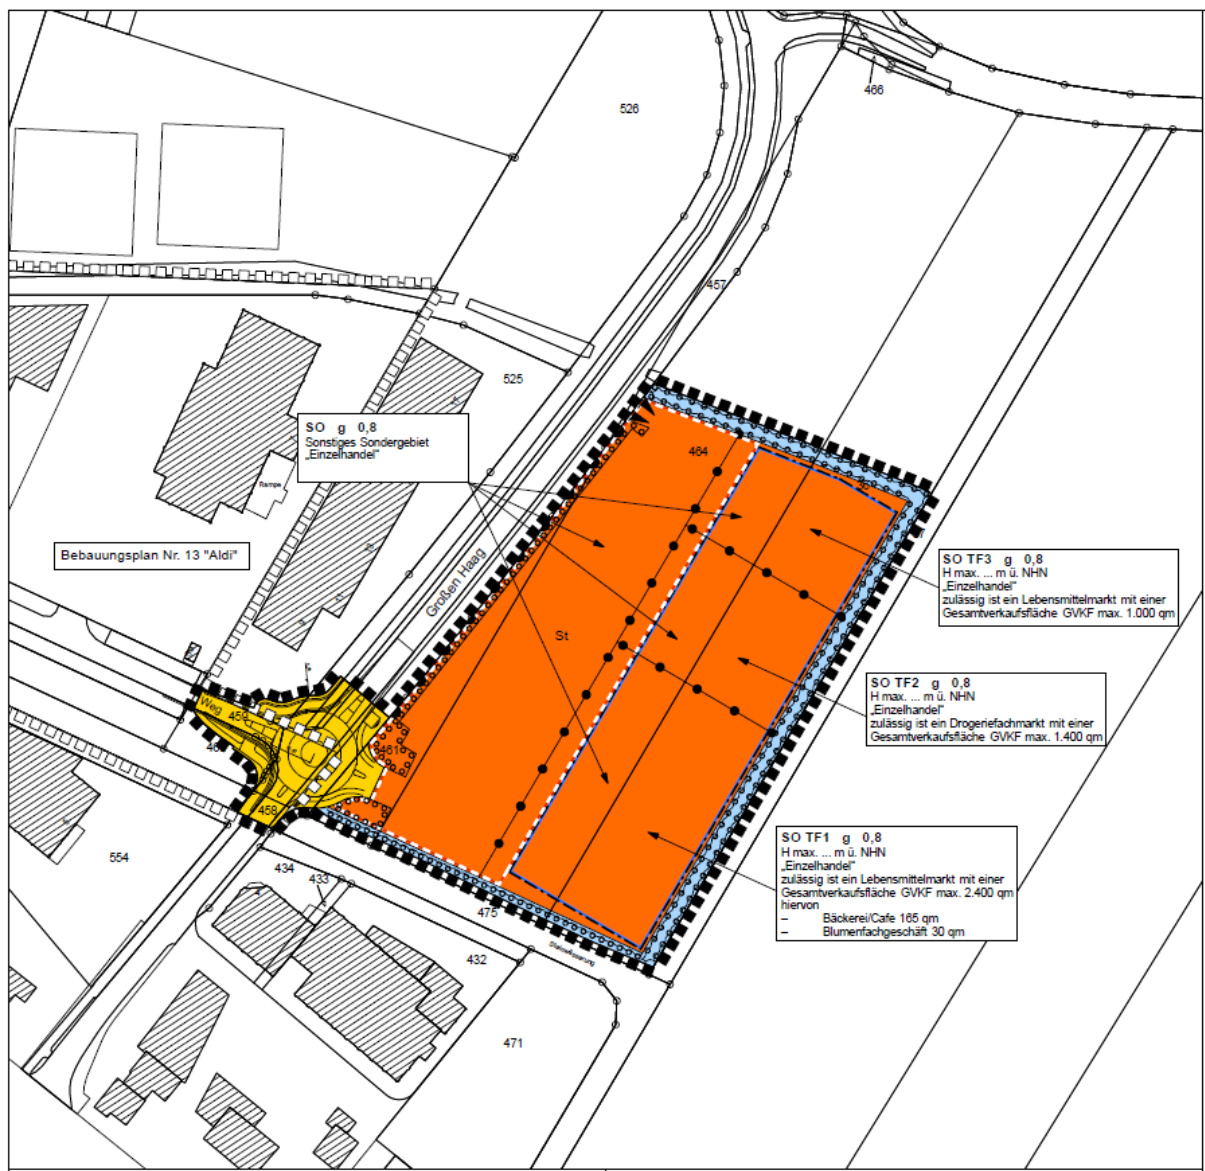 466
526
457
525
SO g 0,8
Sonstiges Sondergebiet
„Einzelhandel"
464
Rampe
Bebauungsplan Nr. 13 "Aldi"
Großen Haag
SO TF3 g 0,8
H max. ... m ü. NHN
„Einzelhandel"
zulässig ist ein Lebensmittelmarkt mit einer
Gesamtverkaufsfläche GVKF max. 1.000 qm
St
SO TF2 g 0,8
H max. ... m ü. NHN
„Einzelhandel"
zulässig ist ein Drogeriefachmarkt mit einer
Gesamtverkaufsfläche GVKF max. 1.400 qm
Weg
459
461
458
SO TF1 g 0,8
H max. ... m ü. NHN
„Einzelhandel"
zulässig ist ein Lebensmittelmarkt mit einer
Gesamtverkaufsfläche GVKF max. 2.400 qm
hiervon
– Bäckerei/Cafe 165 qm
– Blumenfachgeschäft 30 qm
554
434
433
475
432
471